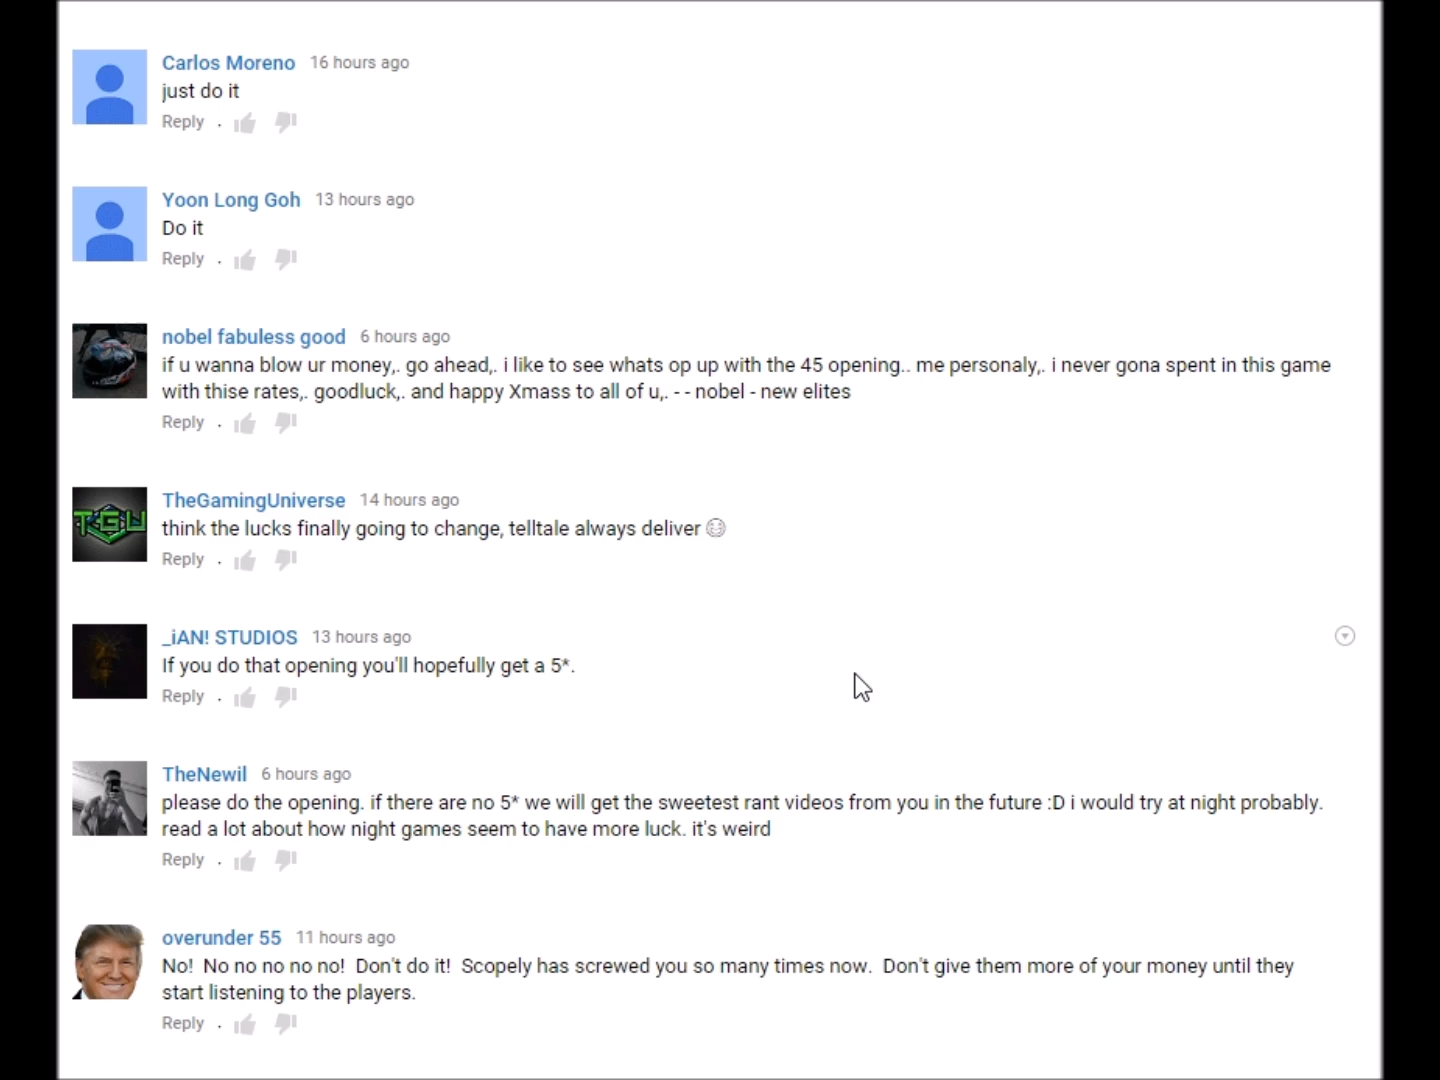 Carlos Moreno 16 hours ago
just do it
Reply .
Yoon Long Goh 13 hours ago
Do it
Reply .
nobel fabuless good 6 hours ago
if u wanna blow ur money,. go ahead,. i like to see whats op up with the 45 opening.. me personaly,. i never gona spent in this game
with thise rates,. goodluck,. and happy Xmass to all of u,. - - nobel - new elites
Reply .
TGU
TheGamingUniverse 14 hours ago
think the lucks finally going to change, telltale always deliver
Reply .
_iAN! STUDIOS 13 hours ago
If you do that opening you'll hopefully get a 5*.
Reply .
TheNewil 6 hours ago
please do the opening. if there are no 5* we will get the sweetest rant videos from you in the future :D i would try at night probably.
read a lot about how night games seem to have more luck. it's weird
Reply .
overunder 55 11 hours ago
No!  No no no no no!  Don't do it!  Scopely has screwed you so many times now.  Don't give them more of your money until they
start listening to the players.
Reply .